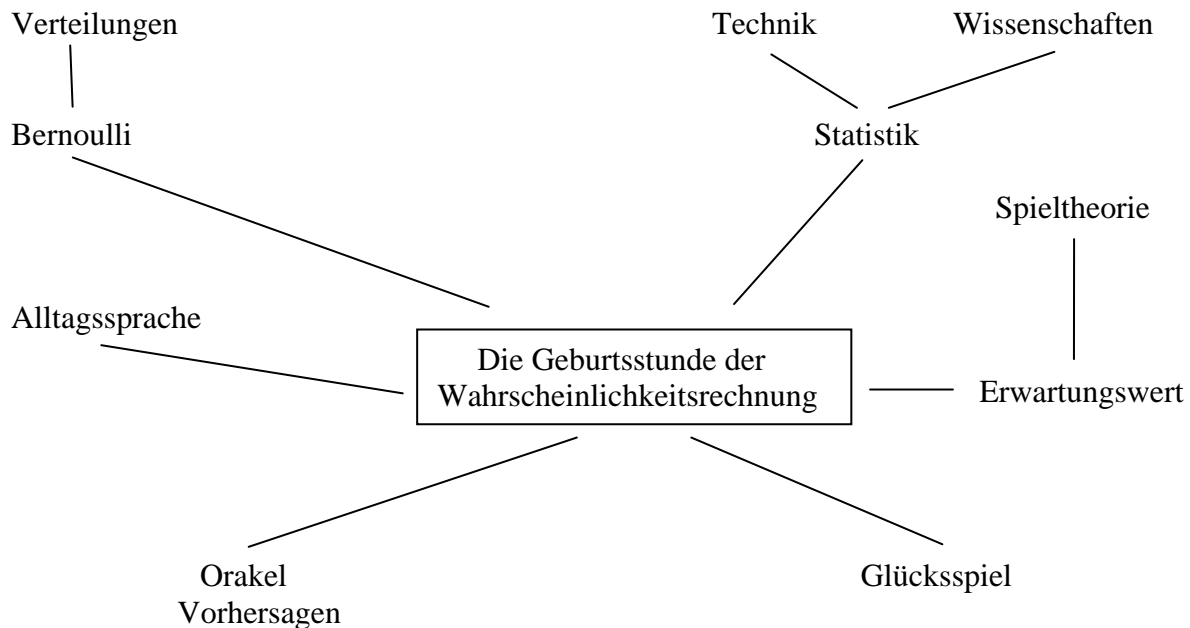 Verteilungen
Technik
Wissenschaften
Bernoulli
Statistik
Spieltheorie
Alltagssprache
Die Geburtsstunde der
Wahrscheinlichkeitsrechnung
Erwartungswert
Orakel
Vorhersagen
Glücksspiel